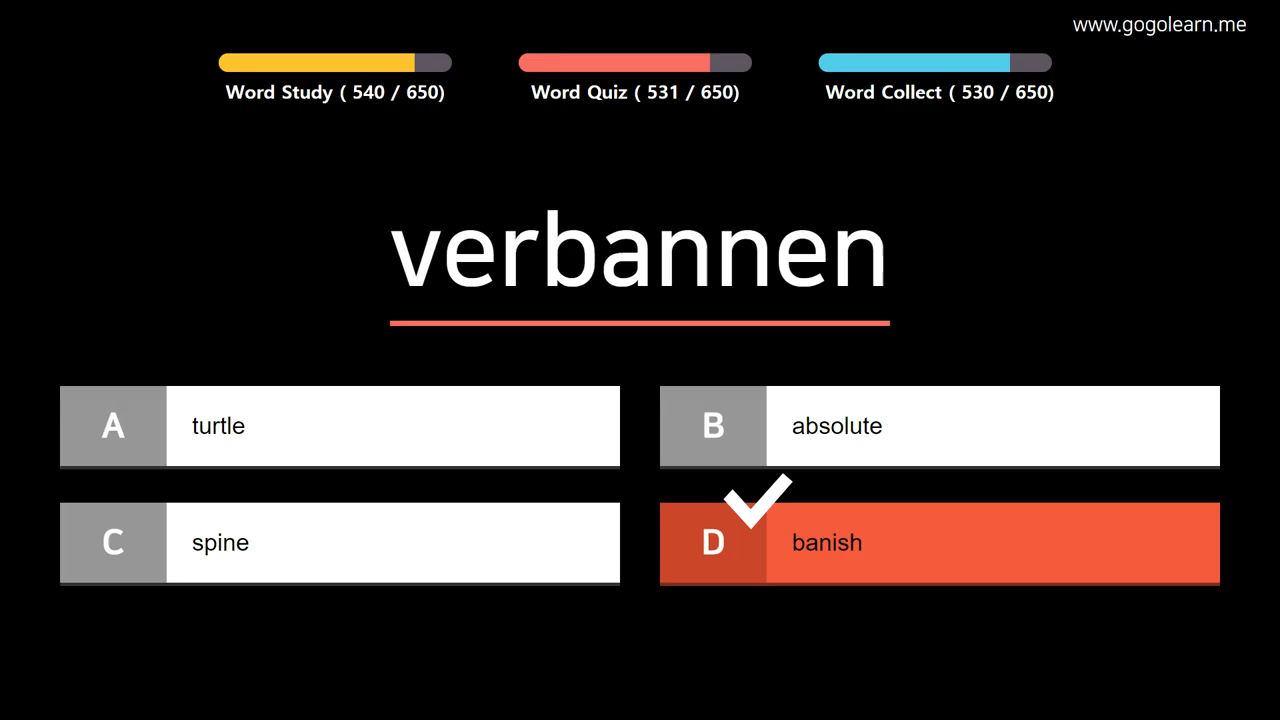 www.gogolearn.me
Word Study ( 540 / 650)
Word Quiz ( 531 / 650)
Word Collect ( 530 / 650)
verbannen
A turtle
B absolute
C spine
D banish